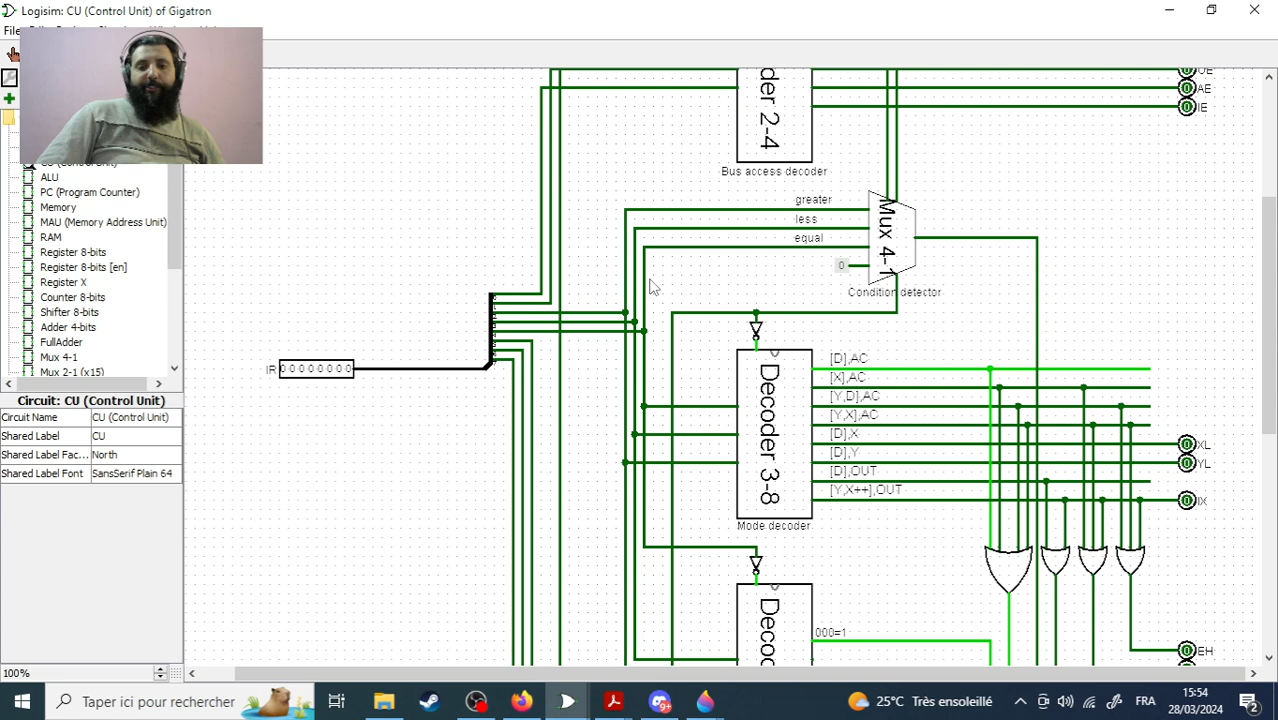 Logisim: CU (Control Unit) of Gigatron
File
ALU
PC (Program Counter)
Memory
MAU (Memory Address Unit)
RAM
Register 8-bits
Register 8-bits [en]
Register X
Counter 8-bits
Shifter 8-bits
Adder 4-bits
FullAdder
Mux 4-1
Mux 2-1 (x15)
Circuit: CU (Control Unit)
Circuit Name CU (Control Unit)
Shared Label CU
Shared Label Fac... North
Shared Label Font SansSerif Plain 64
100%
AE
IE
der 2-4
Bus access decoder
greater
less
equal
0
Mux 4-1
Condition detector
IR 00000000
[D],AC
[X],AC
[Y,D],AC
[Y,X],AC
[D],X
[D],Y
[D],OUT
[Y,X++],OUT
Decoder 3-8
Mode decoder
XL
YL
IX
Deco
000=1
EH
Taper ici pour rechercher
9+
25°C Très ensoleillé
FRA
15:54
28/03/2024
2